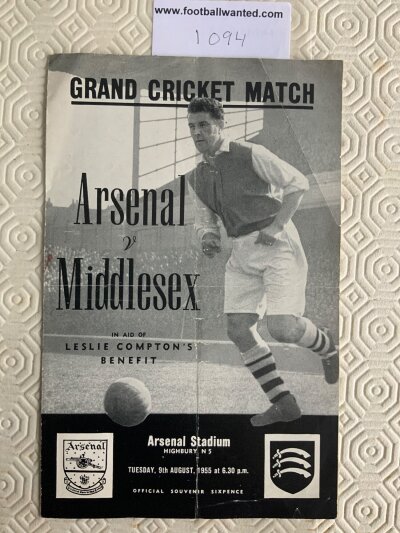 www.footballwanted.com
1094
GRAND CRICKET MATCH
Arsenal
v
Middlesex
IN AID OF
LESLIE COMPTON'S
BENEFIT
Arsenal Stadium
HIGHBURY N 5
TUESDAY, 9th AUGUST, 1955 at 6.30 p.m.
OFFICIAL SOUVENIR SIXPENCE
Arsenal